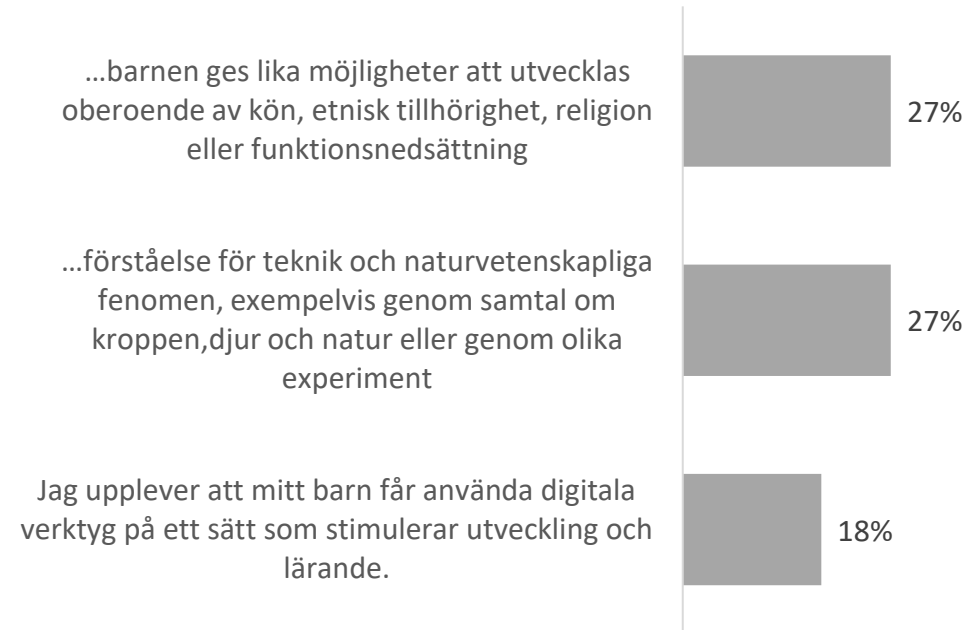 …barnen ges lika möjligheter att utvecklas
oberoende av kön, etnisk tillhörighet, religion
eller funktionsnedsättning
27%
…förståelse för teknik och naturvetenskapliga
fenomen, exempelvis genom samtal om
kroppen,djur och natur eller genom olika
experiment
27%
Jag upplever att mitt barn får använda digitala
verktyg på ett sätt som stimulerar utveckling och
lärande.
18%